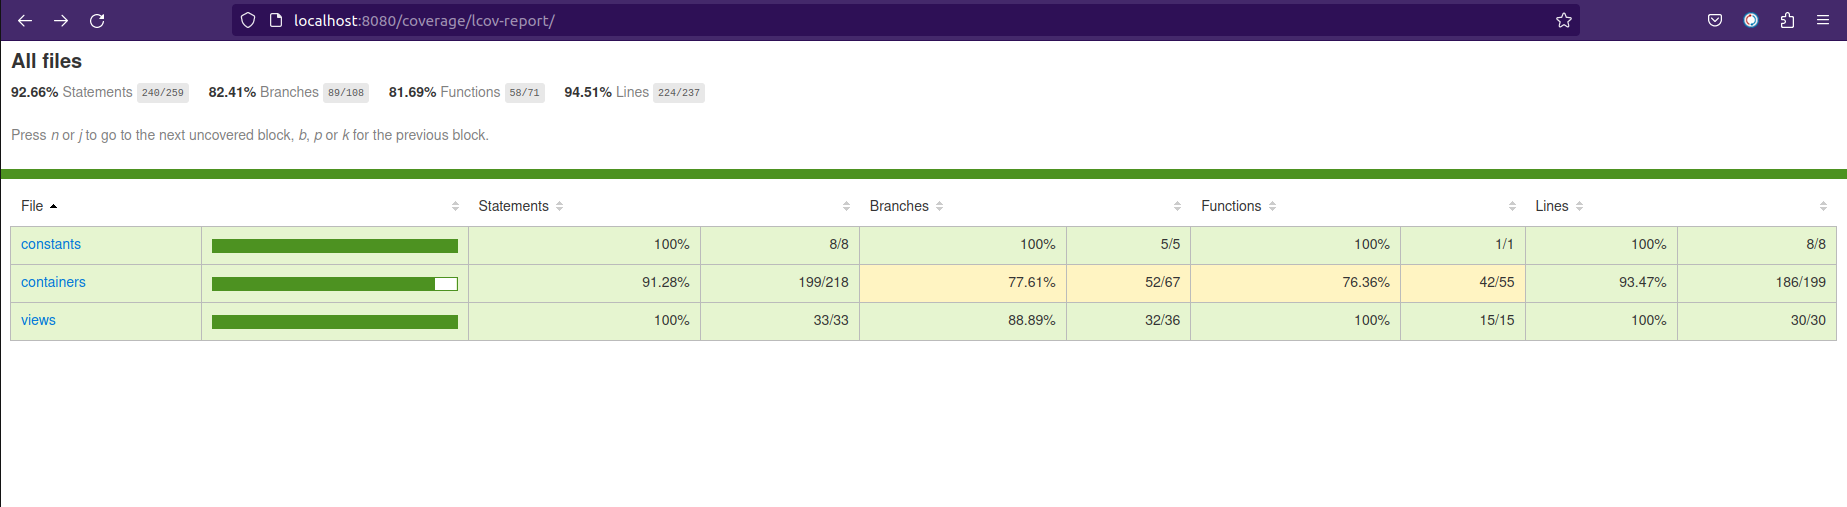 localhost:8080/coverage/lcov-report/
All files
92.66% Statements 240/259 82.41% Branches 89/108 81.69% Functions 58/71 94.51% Lines 224/237
Press n or j to go to the next uncovered block, b, p or k for the previous block.
File Statements Branches Functions Lines
constants 100% 8/8 100% 5/5 100% 1/1 100% 8/8
containers 91.28% 199/218 77.61% 52/67 76.36% 42/55 93.47% 186/199
views 100% 33/33 88.89% 32/36 100% 15/15 100% 30/30